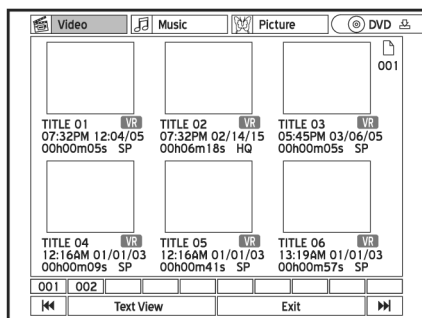 Video Music Picture DVD
001
TITLE 01 VR TITLE 02 VR TITLE 03 VR
07:32PM 12:04/05 07:32PM 02/14/15 05:45PM 03/06/05
00h00m05s SP 00h06m18s HQ 00h00m05s SP
TITLE 04 VR TITLE 05 VR TITLE 06 VR
12:16AM 01/01/03 12:16AM 01/01/03 13:19AM 01/01/03
00h00m09s SP 00h00m41s SP 00h00m57s SP
001 002
Text View Exit